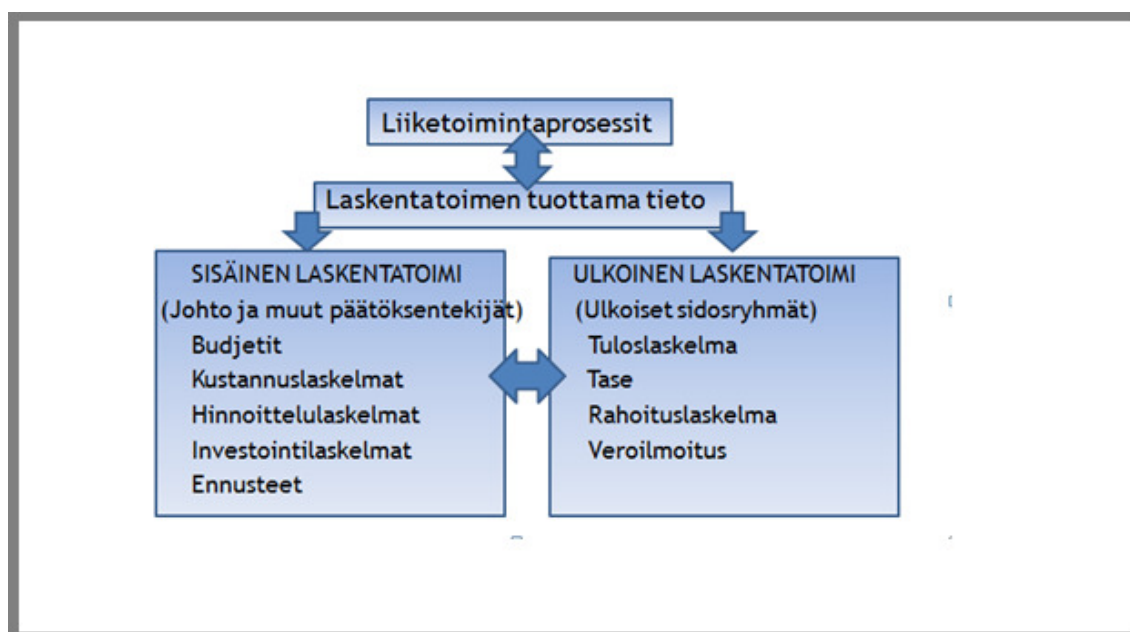 Liiketoimintaprosessit
Laskentatoimen tuottama tieto
SISÄINEN LASKENTATOIMI
(Johto ja muut päätöksentekijät)
Budjetit
Kustannuslaskelmat
Hinnoittelulaskelmat
Investointilaskelmat
Ennusteet
ULKOINEN LASKENTATOIMI
(Ulkoiset sidosryhmät)
Tuloslaskelma
Tase
Rahoituslaskelma
Veroilmoitus